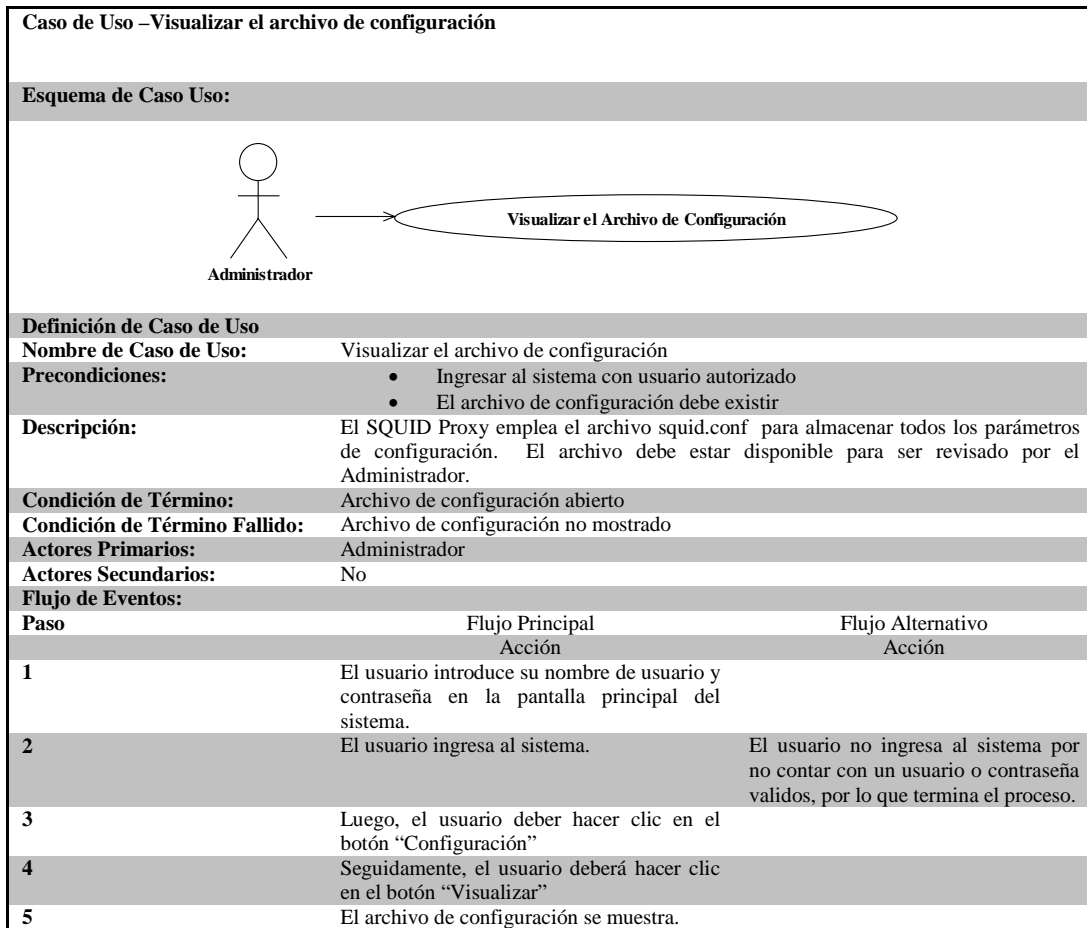 Caso de Uso –Visualizar el archivo de configuración
Esquema de Caso Uso:
Visualizar el Archivo de Configuración
Administrador
Definición de Caso de Uso
Nombre de Caso de Uso: Visualizar el archivo de configuración
Precondiciones: • Ingresar al sistema con usuario autorizado
• El archivo de configuración debe existir
Descripción: El SQUID Proxy emplea el archivo squid.conf para almacenar todos los parámetros
de configuración. El archivo debe estar disponible para ser revisado por el
Administrador.
Condición de Término: Archivo de configuración abierto
Condición de Término Fallido: Archivo de configuración no mostrado
Actores Primarios: Administrador
Actores Secundarios: No
Flujo de Eventos:
Paso Flujo Principal Flujo Alternativo
Acción Acción
1 El usuario introduce su nombre de usuario y
contraseña en la pantalla principal del
sistema.
2 El usuario ingresa al sistema. El usuario no ingresa al sistema por
no contar con un usuario o contraseña
validos, por lo que termina el proceso.
3 Luego, el usuario deber hacer clic en el
botón “Configuración”
4 Seguidamente, el usuario deberá hacer clic
en el botón “Visualizar”
5 El archivo de configuración se muestra.